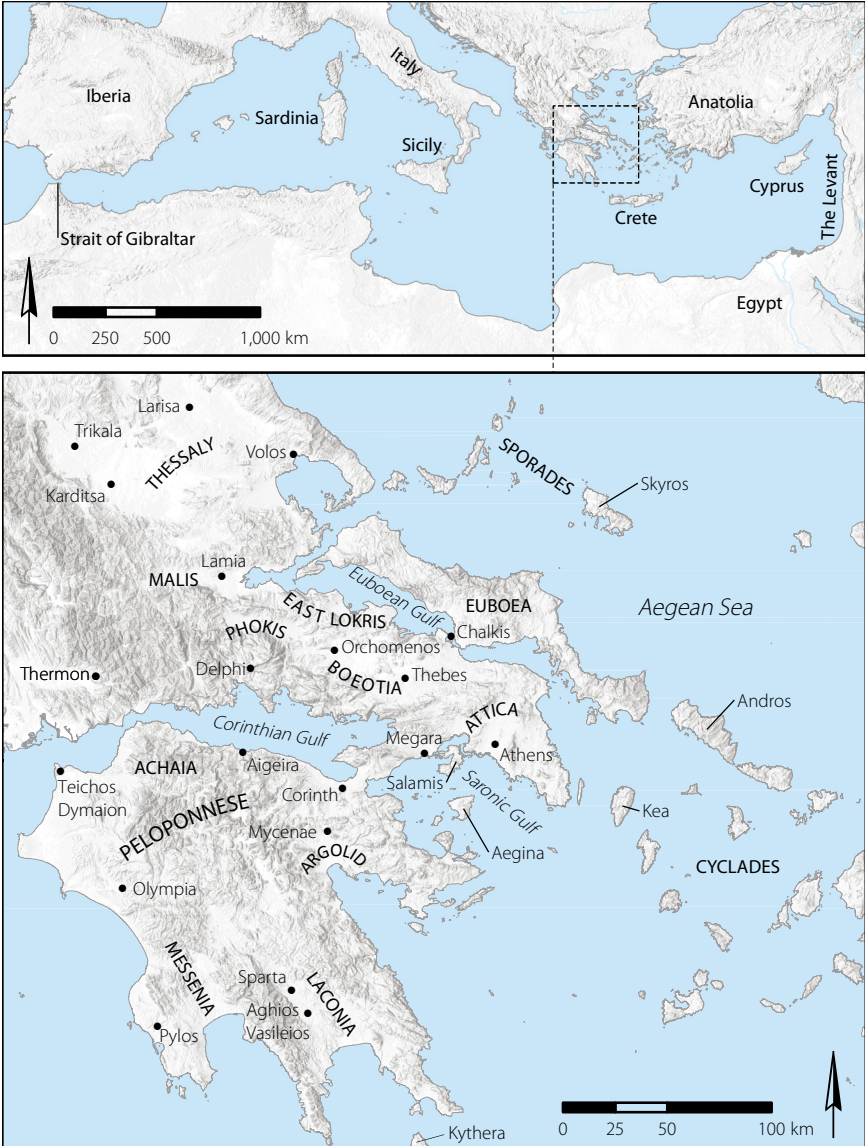 Iberia
Italy
Sardinia
Sicily
Anatolia
Cyprus
The Levant
Crete
Strait of Gibraltar
Egypt
0 250 500 1,000 km
Larisa
Trikala
THESSALY
Volos
Karditsa
SPORADES
Skyros
Lamia
MALIS
Euboean Gulf
EAST LOKRIS
EUBOEA
Aegean Sea
PHOKIS
Chalkis
Orchomenos
Delphi
BOEOTIA
Thebes
Thermon
Andros
ATTICA
Corinthian Gulf
Megara
Athens
ACHAIA
Aigeira
Salamis
Teichos
Dymaion
Corinth
Saronic Gulf
Kea
PELOPONNESE
Mycenae
Aegina
ARGOLID
CYCLADES
Olympia
MESSENIA
Sparta
LACONIA
Aghios
Vasileios
Pylos
0 25 50 100 km
Kythera